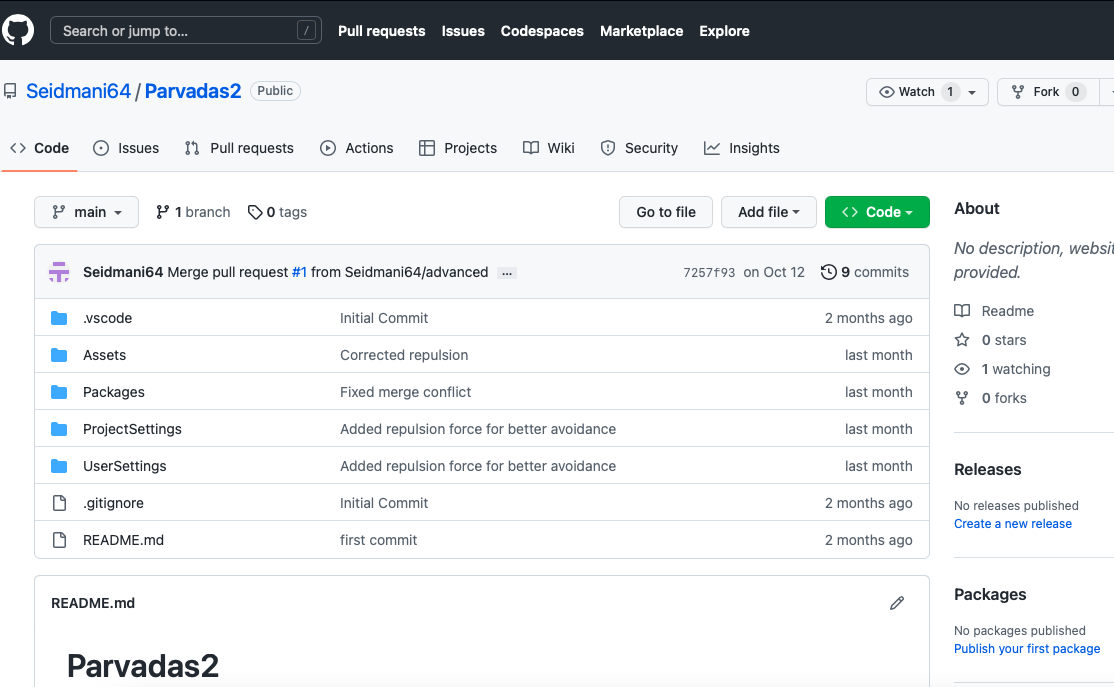 Search or jump to... /
Pull requests Issues Codespaces Marketplace Explore
Seidmani64 / Parvadas2 Public
Watch 1 Fork 0
Code Issues Pull requests Actions Projects Wiki Security Insights
main 1 branch 0 tags Go to file Add file Code
Seidmani64 Merge pull request #1 from Seidmani64/advanced ... 7257f93 on Oct 12 9 commits
.vscode Initial Commit 2 months ago
Assets Corrected repulsion last month
Packages Fixed merge conflict last month
ProjectSettings Added repulsion force for better avoidance last month
UserSettings Added repulsion force for better avoidance last month
.gitignore Initial Commit 2 months ago
README.md first commit 2 months ago
README.md
Parvadas2
About
No description, websi
provided.
Readme
0 stars
1 watching
0 forks
Releases
No releases published
Create a new release
Packages
No packages published
Publish your first package